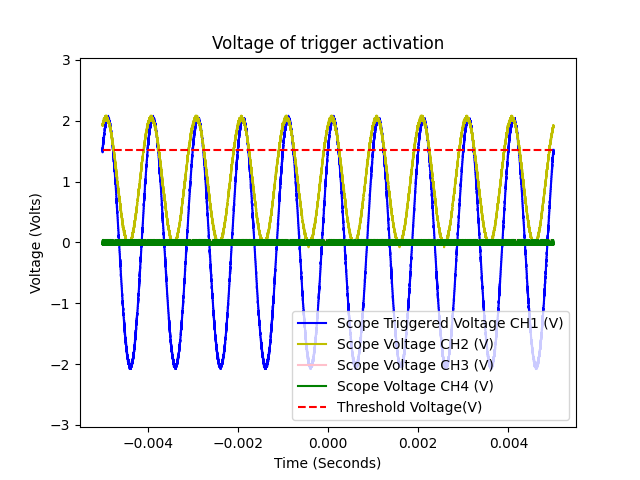 Voltage of trigger activation
3
2
1
0
−1
−2
−3
Voltage (Volts)
Scope Triggered Voltage CH1 (V)
Scope Voltage CH2 (V)
Scope Voltage CH3 (V)
Scope Voltage CH4 (V)
Threshold Voltage(V)
−0.004 −0.002 0.000 0.002 0.004
Time (Seconds)